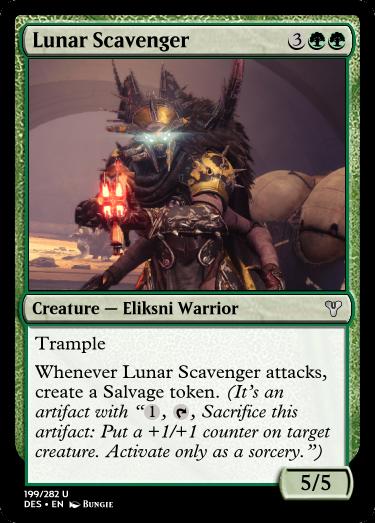 Lunar Scavenger 3
Creature — Eliksni Warrior
Trample
Whenever Lunar Scavenger attacks,
create a Salvage token. (It's an
artifact with “1, , Sacrifice this
artifact: Put a +1/+1 counter on target
creature. Activate only as a sorcery.”)
5/5
199/282 U
DES • EN Bungie